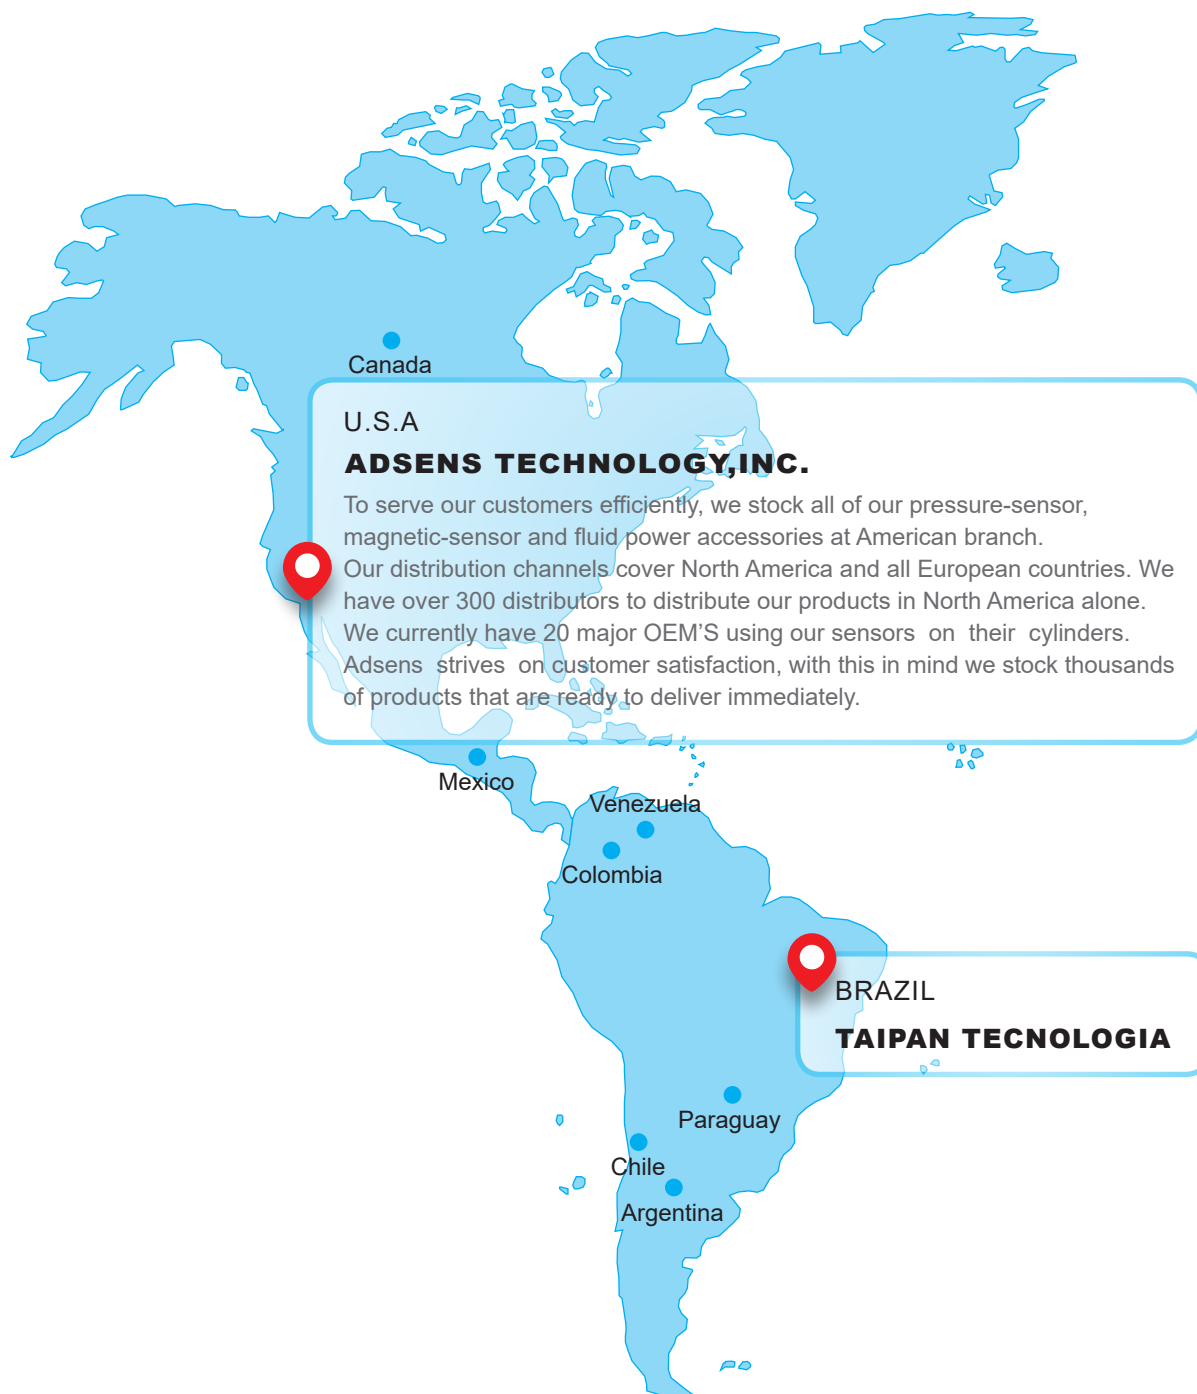 Canada
U.S.A
ADSENS TECHNOLOGY,INC.
To serve our customers efficiently, we stock all of our pressure-sensor,
magnetic-sensor and fluid power accessories at American branch.
Our distribution channels cover North America and all European countries. We
have over 300 distributors to distribute our products in North America alone.
We currently have 20 major OEM'S using our sensors on their cylinders.
Adsens strives on customer satisfaction, with this in mind we stock thousands
of products that are ready to deliver immediately.
Mexico
Venezuela
Colombia
BRAZIL
TAIPAN TECNOLOGIA
Paraguay
Chile
Argentina